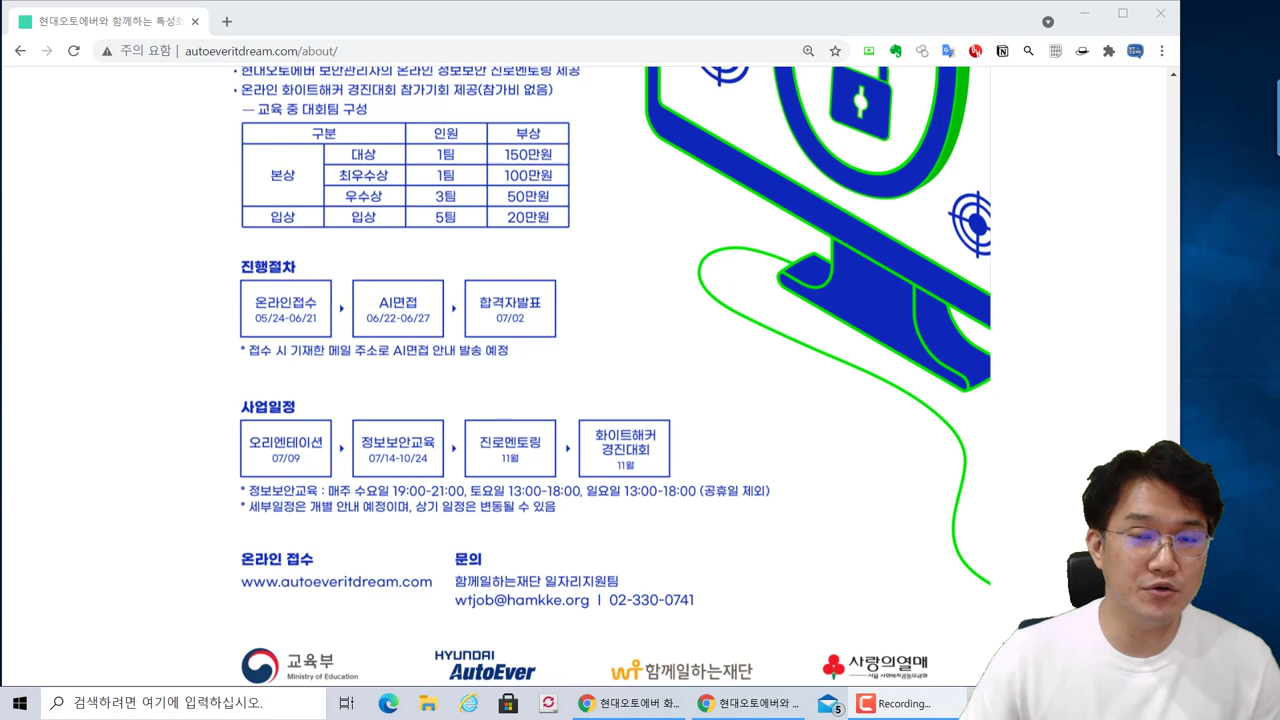 현대오토에버와 함께하는 특성화
주의 요함 | autoeveritdream.com/about/
• 현대오토에버 보안관리자의 온라인 정보보안 진로멘토링 제공
• 온라인 화이트해커 경진대회 참가기회 제공(참가비 없음)
— 교육 중 대회팀 구성
구분 인원 부상
본상 대상 1팀 150만원
최우수상 1팀 100만원
우수상 3팀 50만원
입상 입상 5팀 20만원
진행절차
온라인접수 AI면접 합격자발표
05/24-06/21 06/22-06/27 07/02
* 접수 시 기재한 메일 주소로 AI면접 안내 발송 예정
사업일정
오리엔테이션 정보보안교육 진로멘토링 화이트해커 경진대회
07/09 07/14-10/24 11월 11월
* 정보보안교육 : 매주 수요일 19:00-21:00, 토요일 13:00-18:00, 일요일 13:00-18:00 (공휴일 제외)
* 세부일정은 개별 안내 예정이며, 상기 일정은 변동될 수 있음
온라인 접수 문의
www.autoeveritdream.com 함께일하는재단 일자리지원팀
wtjob@hamkke.org | 02-330-0741
교육부 HYUNDAI 함께일하는재단 사랑의열매
Ministry of Education AutoEver 서울 사회복지공동모금회
검색하려면 여기에 입력하십시오. 현대오토에버 화... 현대오토에버와 ... 5 Recording...